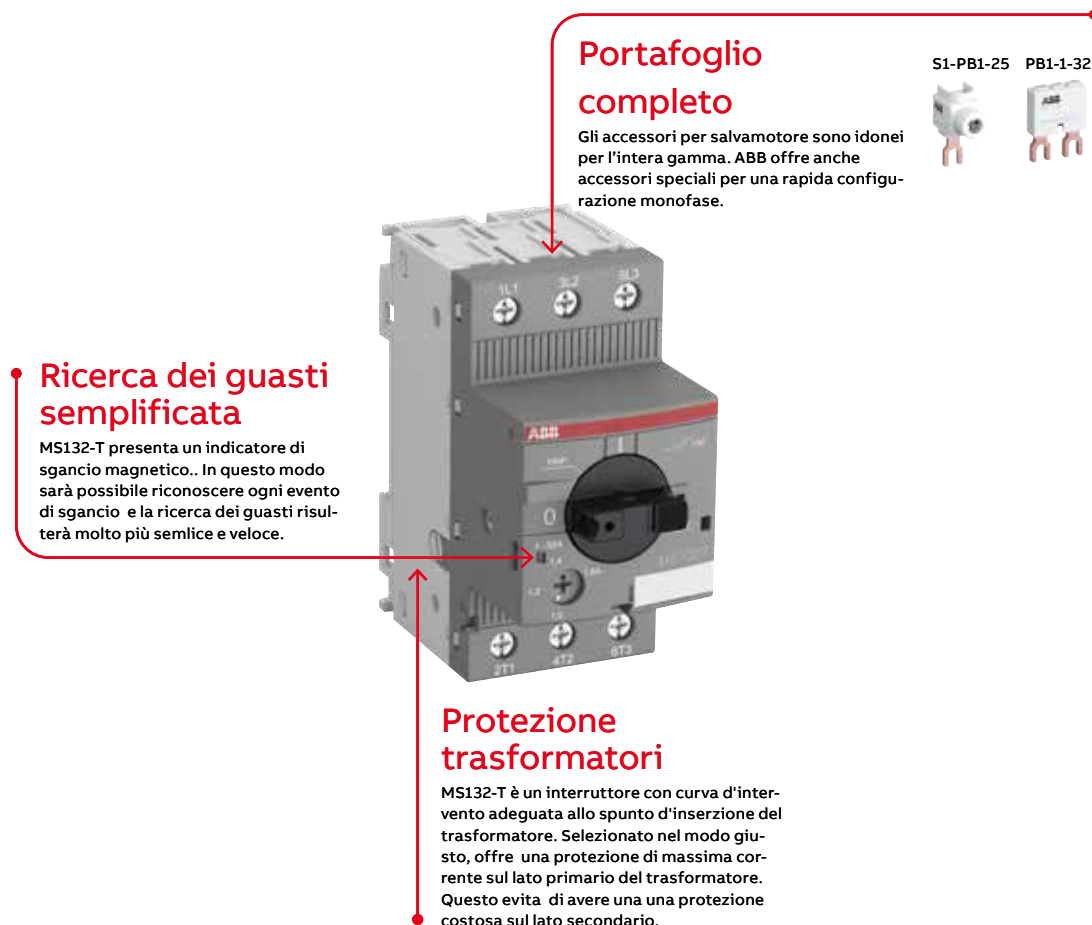 Portafoglio
completo
Gli accessori per salvamotore sono idonei
per l'intera gamma. ABB offre anche
accessori speciali per una rapida configu-
razione monofase.
S1-PB1-25 PB1-1-32
ABB
1L1 3L2 5L3
Ricerca dei guasti
semplificata
MS132-T presenta un indicatore di
sgancio magnetico.. In questo modo
sarà possibile riconoscere ogni evento
di sgancio e la ricerca dei guasti risul-
terà molto più semlice e veloce.
ABB
I
0
2T1 4T2 6T3
Protezione
trasformatori
MS132-T è un interruttore con curva d'inter-
vento adeguata allo spunto d'inserzione del
trasformatore. Selezionato nel modo giu-
sto, offre una protezione di massima cor-
rente sul lato primario del trasformatore.
Questo evita di avere una una protezione
costosa sul lato secondario.